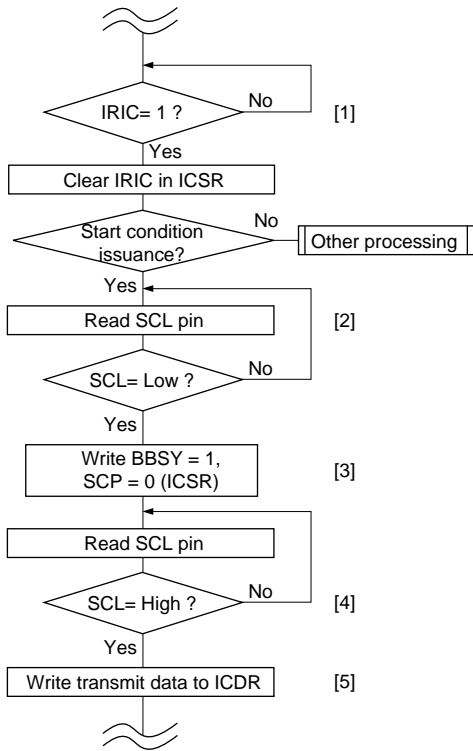 IRIC= 1 ?
No
[1]
Yes
Clear IRIC in ICSR
Start condition
issuance?
No
Other processing
Yes
Read SCL pin
[2]
SCL= Low ?
No
Yes
Write BBSY = 1,
SCP = 0 (ICSR)
[3]
Read SCL pin
SCL= High ?
No
[4]
Yes
Write transmit data to ICDR
[5]